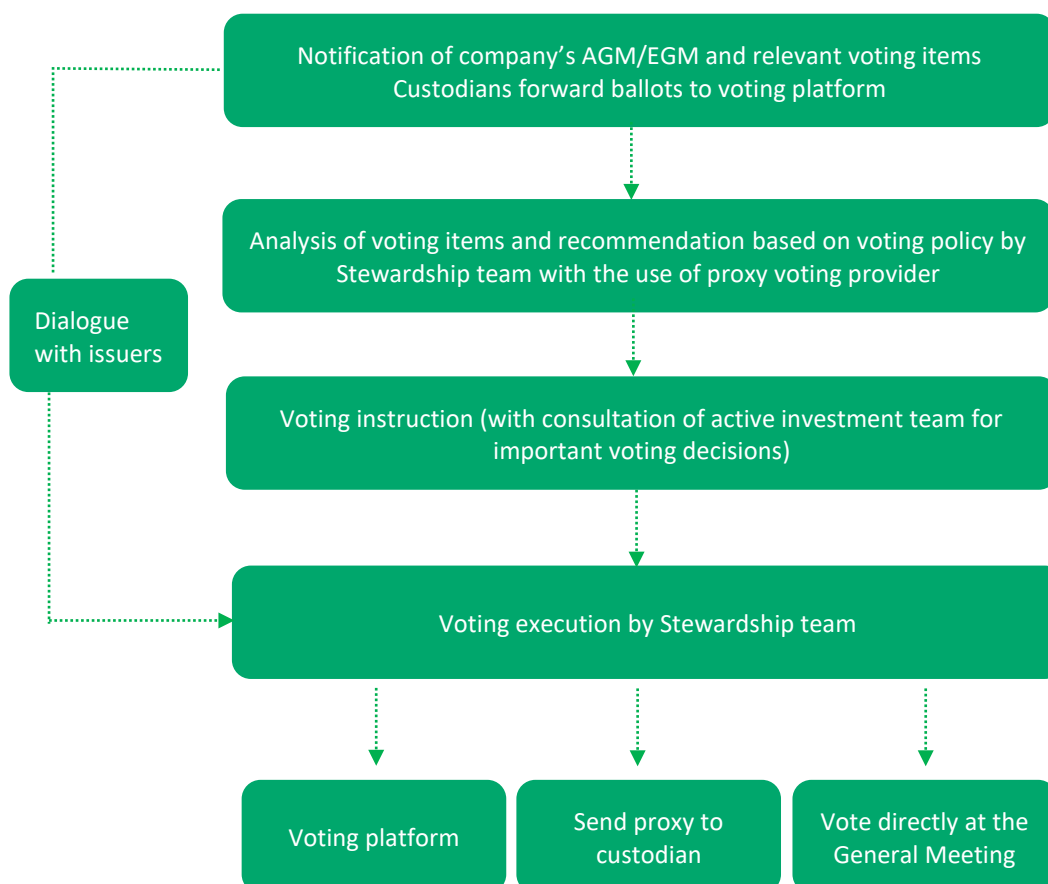 Notification of company’s AGM/EGM and relevant voting items
Custodians forward ballots to voting platform
Analysis of voting items and recommendation based on voting policy by
Stewardship team with the use of proxy voting provider
Dialogue
with issuers
Voting instruction (with consultation of active investment team for
important voting decisions)
Voting execution by Stewardship team
Voting platform
Send proxy to
custodian
Vote directly at the
General Meeting